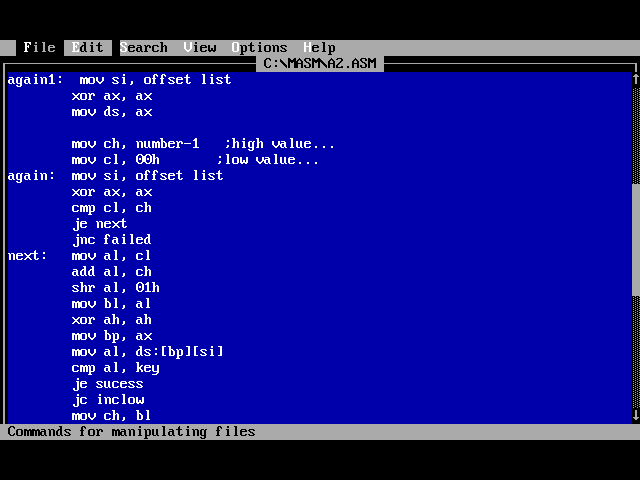 File Edit Search View Options Help
C:\MASM\A2.ASM
again1:  mov si, offset list
xor ax, ax
mov ds, ax
mov ch, number-1   ;high value...
mov cl, 00h       ;low value...
again:  mov si, offset list
xor ax, ax
cmp cl, ch
je next
jnc failed
next:   mov al, cl
add al, ch
shr al, 01h
mov bl, al
xor ah, ah
mov bp, ax
mov al, ds:[bp][si]
cmp al, key
je sucess
jc inclow
mov ch, bl
Commands for manipulating files